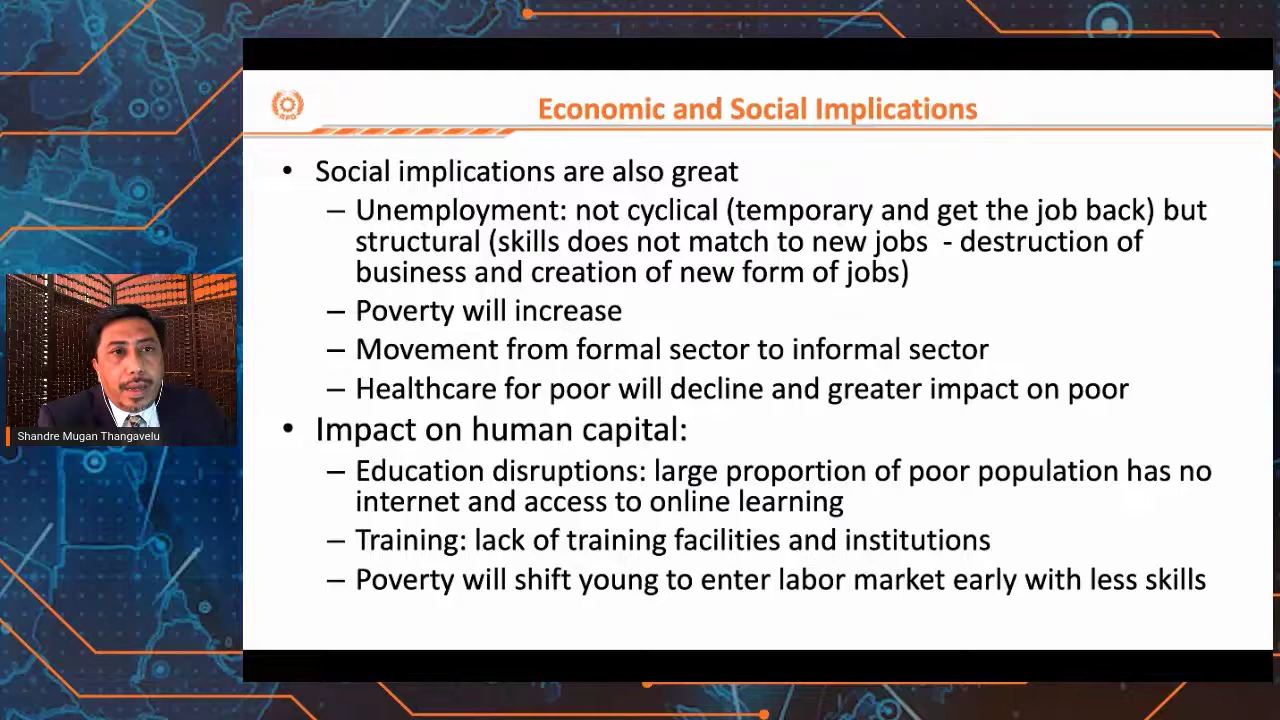 APO
Economic and Social Implications
• Social implications are also great
– Unemployment: not cyclical (temporary and get the job back) but
structural (skills does not match to new jobs - destruction of
business and creation of new form of jobs)
– Poverty will increase
– Movement from formal sector to informal sector
– Healthcare for poor will decline and greater impact on poor
• Impact on human capital:
– Education disruptions: large proportion of poor population has no
internet and access to online learning
– Training: lack of training facilities and institutions
– Poverty will shift young to enter labor market early with less skills
Shandre Mugan Thangavelu